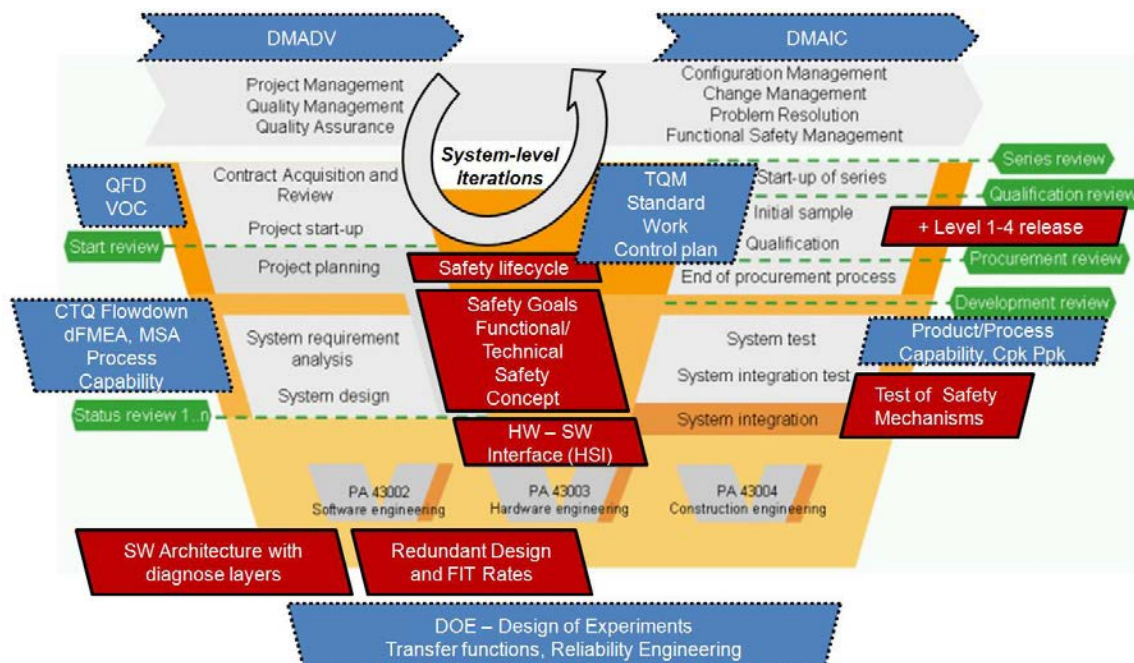 DMADV
DMAIC
Project Management
Quality Management
Quality Assurance
Configuration Management
Change Management
Problem Resolution
Functional Safety Management
System-level
iterations
QFD
VOC
Contract Acquisition and
Review
Project start-up
Start review
Project planning
TQM
Standard
Work
Control plan
Start-up of series
Initial sample
Qualification
End of procurement process
Series review
Qualification review
+ Level 1-4 release
Procurement review
Development review
Safety lifecycle
Safety Goals
Functional/
Technical
Safety
Concept
CTQ Flowdown
dFMEA, MSA
Process
Capability
System requirement
analysis
System design
Status review 1..n
System test
System integration test
System integration
Product/Process
Capability, Cpk Ppk
Test of Safety
Mechanisms
HW – SW
Interface (HSI)
PA 43002
Software engineering
PA 43003
Hardware engineering
PA 43004
Construction engineering
SW Architecture with
diagnose layers
Redundant Design
and FIT Rates
DOE – Design of Experiments
Transfer functions, Reliability Engineering